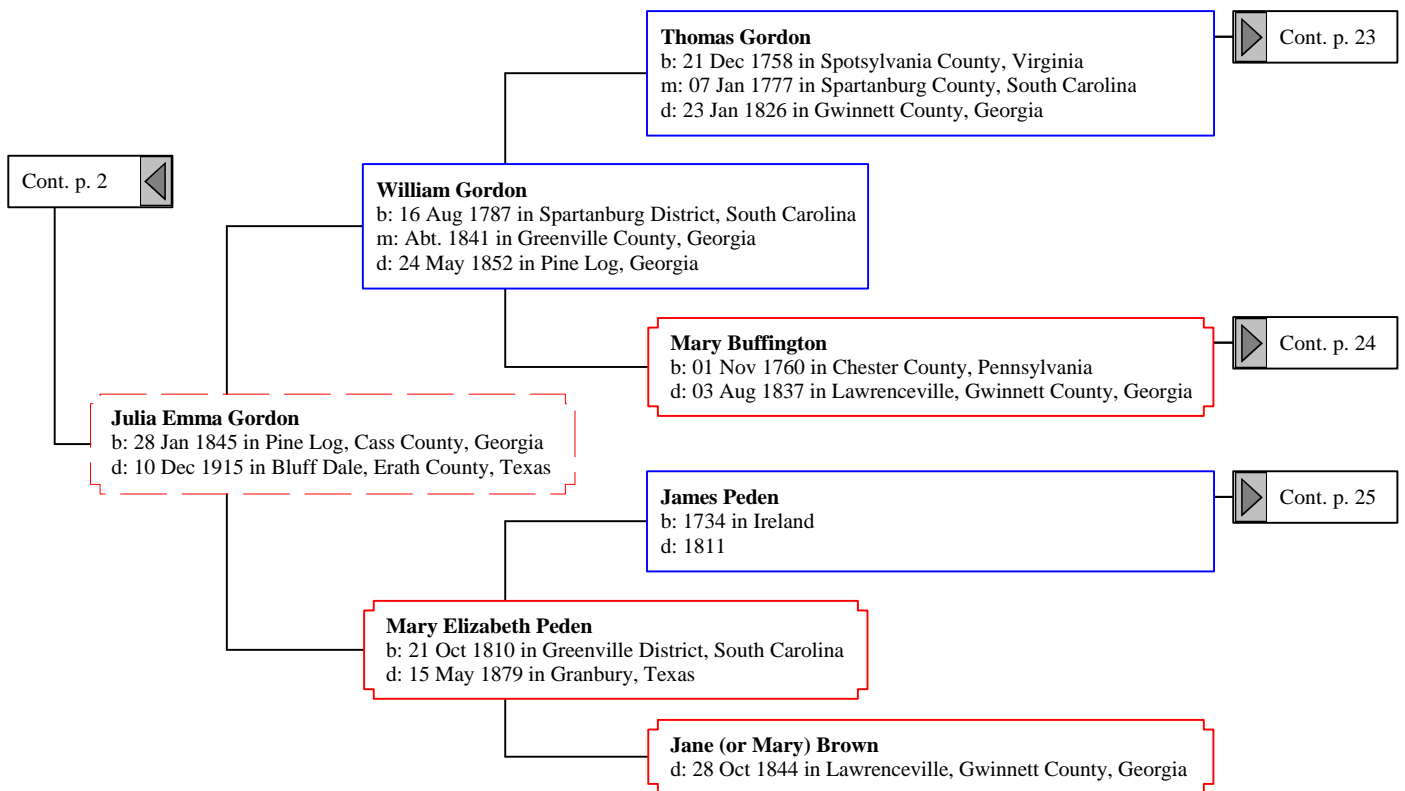 Thomas Gordon
b: 21 Dec 1758 in Spotsylvania County, Virginia
m: 07 Jan 1777 in Spartanburg County, South Carolina
d: 23 Jan 1826 in Gwinnett County, Georgia
Cont. p. 23
Cont. p. 2
William Gordon
b: 16 Aug 1787 in Spartanburg District, South Carolina
m: Abt. 1841 in Greenville County, Georgia
d: 24 May 1852 in Pine Log, Georgia
Mary Buffington
b: 01 Nov 1760 in Chester County, Pennsylvania
d: 03 Aug 1837 in Lawrenceville, Gwinnett County, Georgia
Cont. p. 24
Julia Emma Gordon
b: 28 Jan 1845 in Pine Log, Cass County, Georgia
d: 10 Dec 1915 in Bluff Dale, Erath County, Texas
James Peden
b: 1734 in Ireland
d: 1811
Cont. p. 25
Mary Elizabeth Peden
b: 21 Oct 1810 in Greenville District, South Carolina
d: 15 May 1879 in Granbury, Texas
Jane (or Mary) Brown
d: 28 Oct 1844 in Lawrenceville, Gwinnett County, Georgia